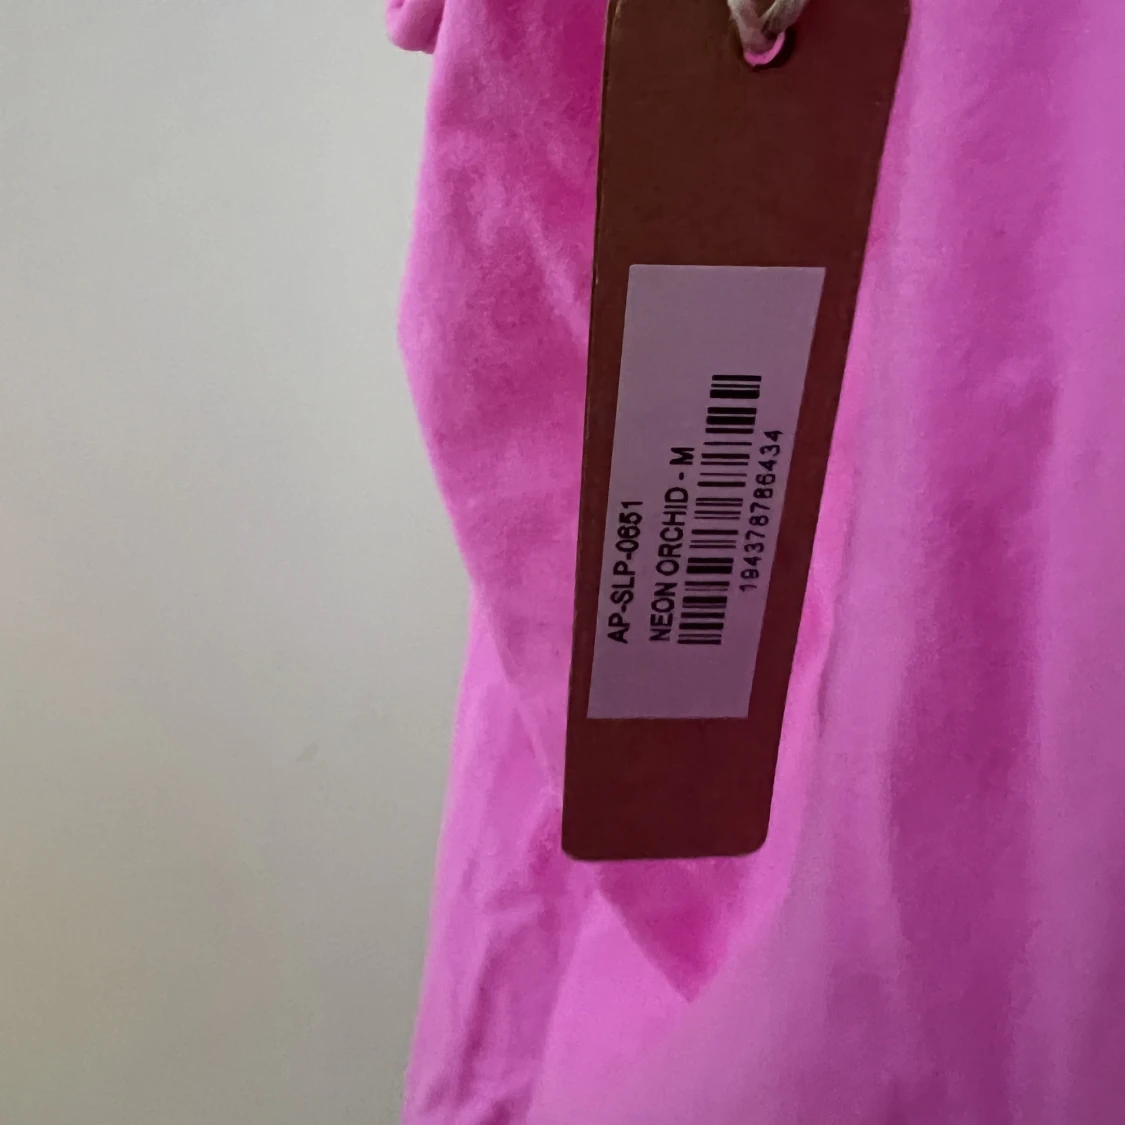 AP-SLP-0651
NEON ORCHID - M
194378786434